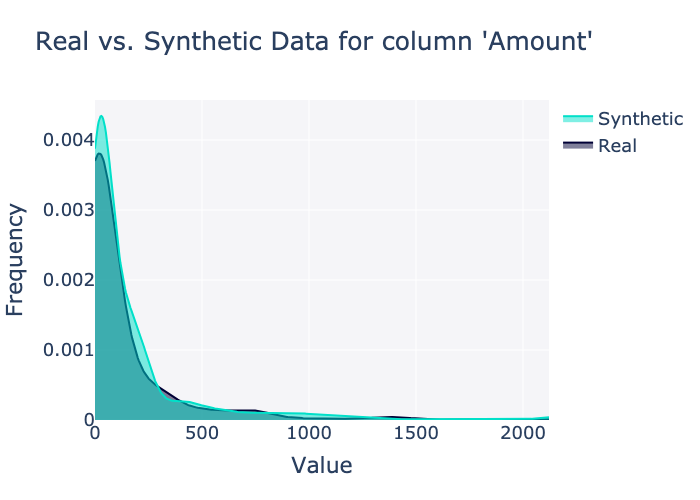 Real vs. Synthetic Data for column 'Amount'
Synthetic
Real
0.004
0.003
0.002
0.001
0
Frequency
0
500
1000
1500
2000
Value